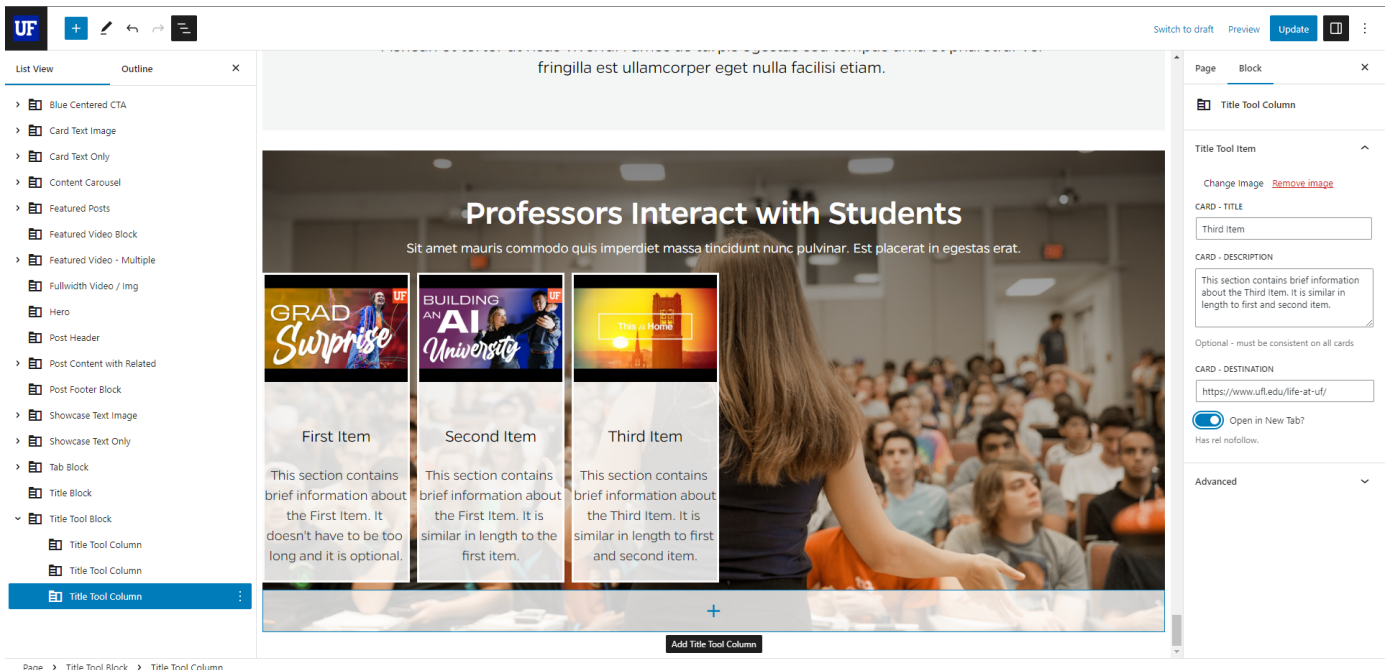 UF
Switch to draft Preview Update
List View Outline
Blue Centered CTA
Card Text Image
Card Text Only
Content Carousel
Featured Posts
Featured Video Block
Featured Video - Multiple
Fullwidth Video / Img
Hero
Post Header
Post Content with Related
Post Footer Block
Showcase Text Image
Showcase Text Only
Tab Block
Title Block
Title Tool Block
Title Tool Column
Title Tool Column
Title Tool Column
fringilla est ullamcorper eget nulla facilisi etiam.
Professors Interact with Students
Sit amet mauris commodo quis imperdiet massa tincidunt nunc pulvinar. Est placerat in egestas erat.
UF
GRAD
Surprise
First Item
This section contains
brief information about
the First Item. It
doesn't have to be too
long and it is optional.
UF
BUILDING
AN AI
University
Second Item
This section contains
brief information about
the First Item. It is
similar in length to the
first item.
This is Home
Third Item
This section contains
brief information about
the Third Item. It is
similar in length to first
and second item.
+
Add Title Tool Column
Page Block
Title Tool Column
Title Tool Item
Change Image Remove image
CARD - TITLE
Third Item
CARD - DESCRIPTION
This section contains brief information
about the Third Item. It is similar in
length to first and second item.
Optional - must be consistent on all cards
CARD - DESTINATION
https://www.ufl.edu/life-at-uf/
Open in New Tab?
Has rel nofollow.
Advanced
Page > Title Tool Block > Title Tool Column